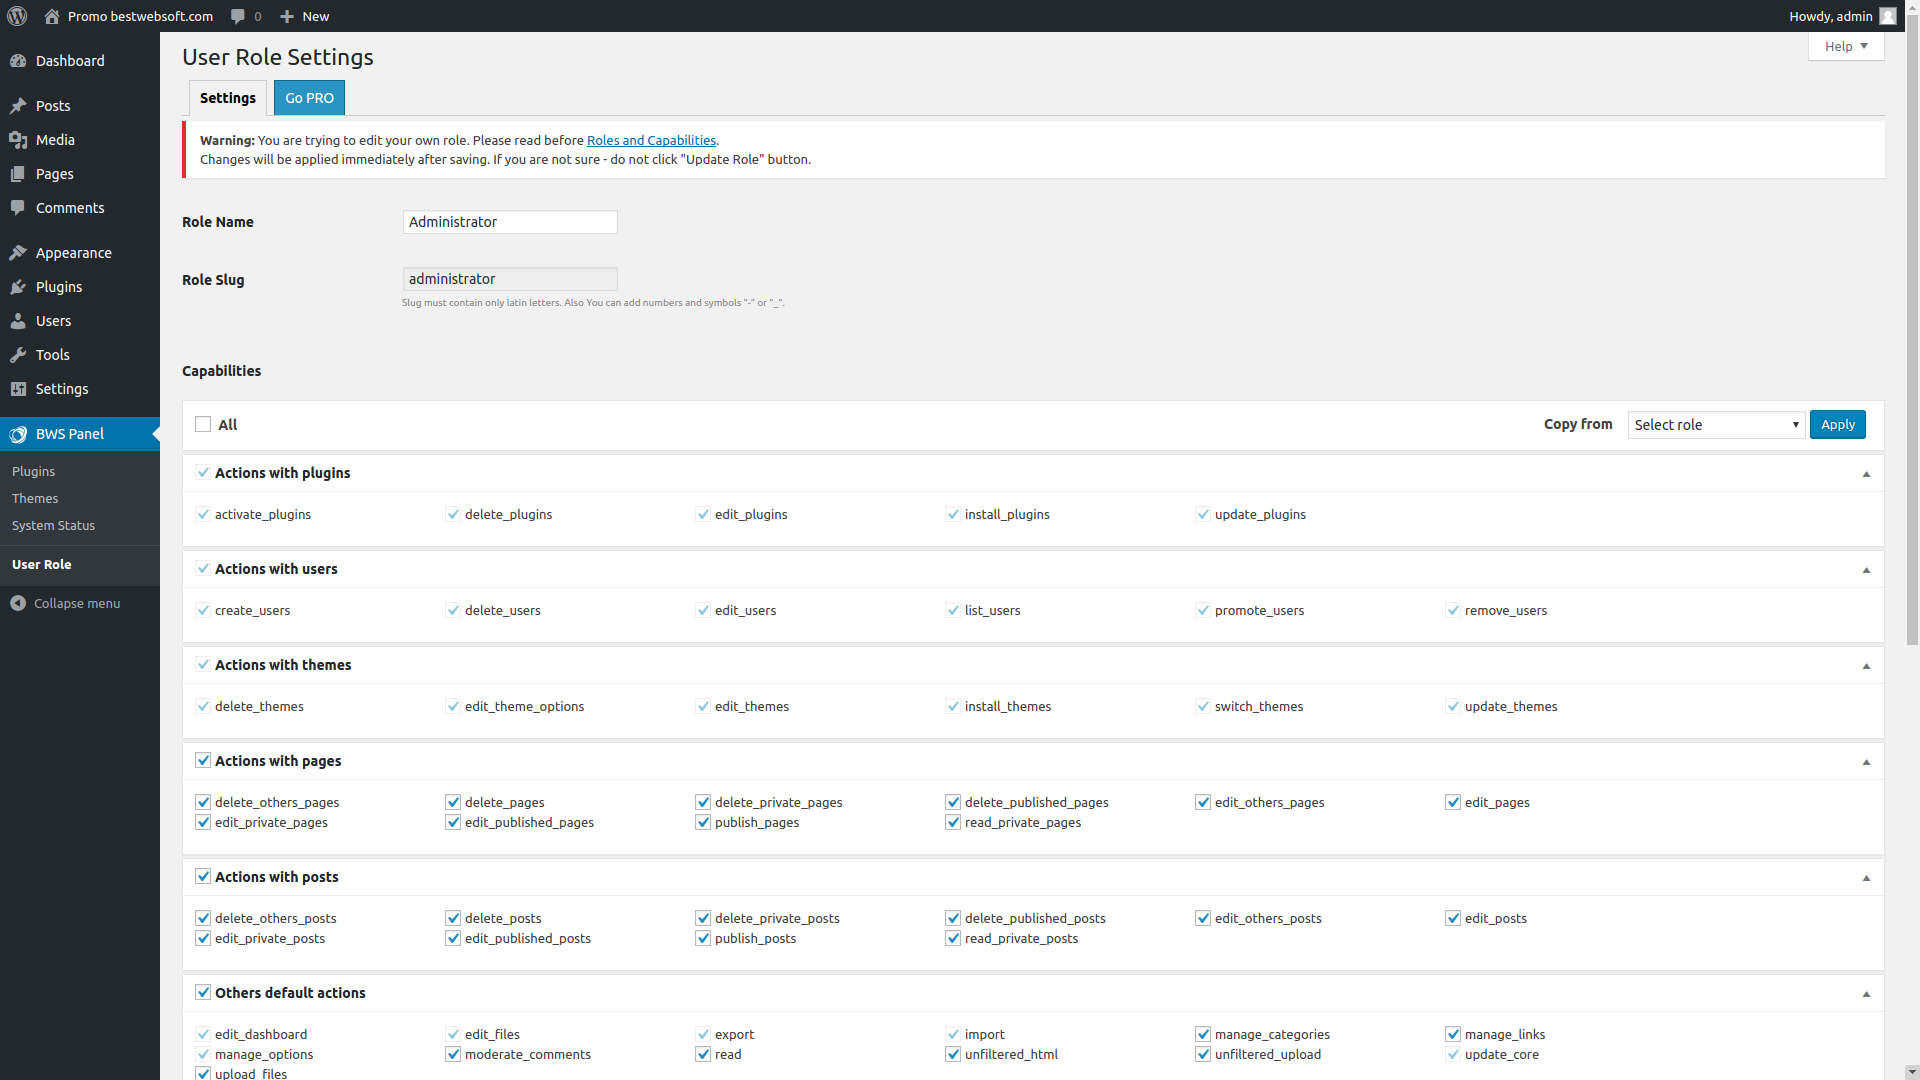 Promo bestwebsoft.com
0
New
Howdy, admin
Dashboard
Posts
Media
Pages
Comments
Appearance
Plugins
Users
Tools
Settings
BWS Panel
Plugins
Themes
System Status
User Role
Collapse menu
User Role Settings
Help
Settings
Go PRO
Warning: You are trying to edit your own role. Please read before Roles and Capabilities.
Changes will be applied immediately after saving. If you are not sure - do not click "Update Role" button.
Role Name
Administrator
Role Slug
administrator
Slug must contain only latin letters. Also You can add numbers and symbols "-" or "_".
Capabilities
All
Copy from
Select role
Apply
Actions with plugins
activate_plugins
delete_plugins
edit_plugins
install_plugins
update_plugins
Actions with users
create_users
delete_users
edit_users
list_users
promote_users
remove_users
Actions with themes
delete_themes
edit_theme_options
edit_themes
install_themes
switch_themes
update_themes
Actions with pages
delete_others_pages
delete_pages
delete_private_pages
delete_published_pages
edit_others_pages
edit_pages
edit_private_pages
edit_published_pages
publish_pages
read_private_pages
Actions with posts
delete_others_posts
delete_posts
delete_private_posts
delete_published_posts
edit_others_posts
edit_posts
edit_private_posts
edit_published_posts
publish_posts
read_private_posts
Others default actions
edit_dashboard
edit_files
export
import
manage_categories
manage_links
manage_options
moderate_comments
read
unfiltered_html
unfiltered_upload
update_core
upload_files